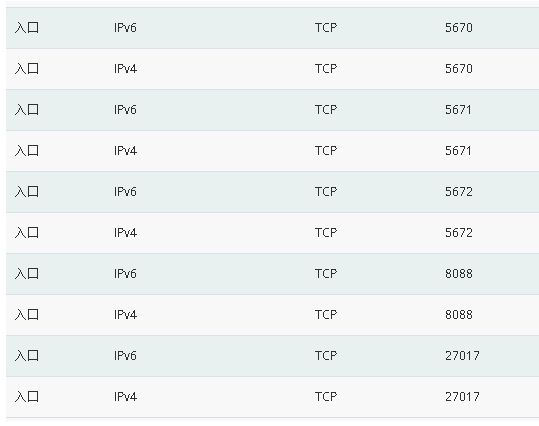 入口 IPv6 TCP 5670
入口 IPv4 TCP 5670
入口 IPv6 TCP 5671
入口 IPv4 TCP 5671
入口 IPv6 TCP 5672
入口 IPv4 TCP 5672
入口 IPv6 TCP 8088
入口 IPv4 TCP 8088
入口 IPv6 TCP 27017
入口 IPv4 TCP 27017